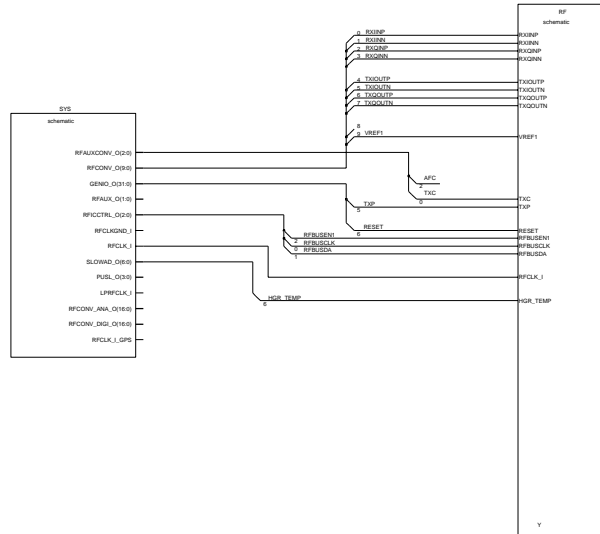 RF
schematic
0 RXIINP
RXIINP
1 RXIINN
RXIINN
2 RXQINP
RXQINP
3 RXQINN
RXQINN
4 TXIOUTP
TXIOUTP
5 TXIOUTN
TXIOUTN
6 TXQOUTP
TXQOUTP
7 TXQOUTN
TXQOUTN
8
9 VREF1
VREF1
SYS
schematic
RFAUXCONV_O(2:0)
RFCONV_O(9:0)
GENIO_O(31:0)
RFAUX_O(1:0)
RFICCTRL_O(2:0)
RFCLKGND_I
RFCLK_I
SLOWAD_O(6:0)
PUSL_O(3:0)
LPRFCLK_I
RFCONV_ANA_O(16:0)
RFCONV_DIGI_O(16:0)
RFCLK_I_GPS
AFC
2
TXC
0
TXC
TXP
5
TXP
RESET
6
RESET
RFBUSEN1
2
RFBUSEN1
RFBUSCLK
0
RFBUSCLK
RFBUSDA
1
RFBUSDA
RFCLK_I
HGR_TEMP
6
HGR_TEMP
Y